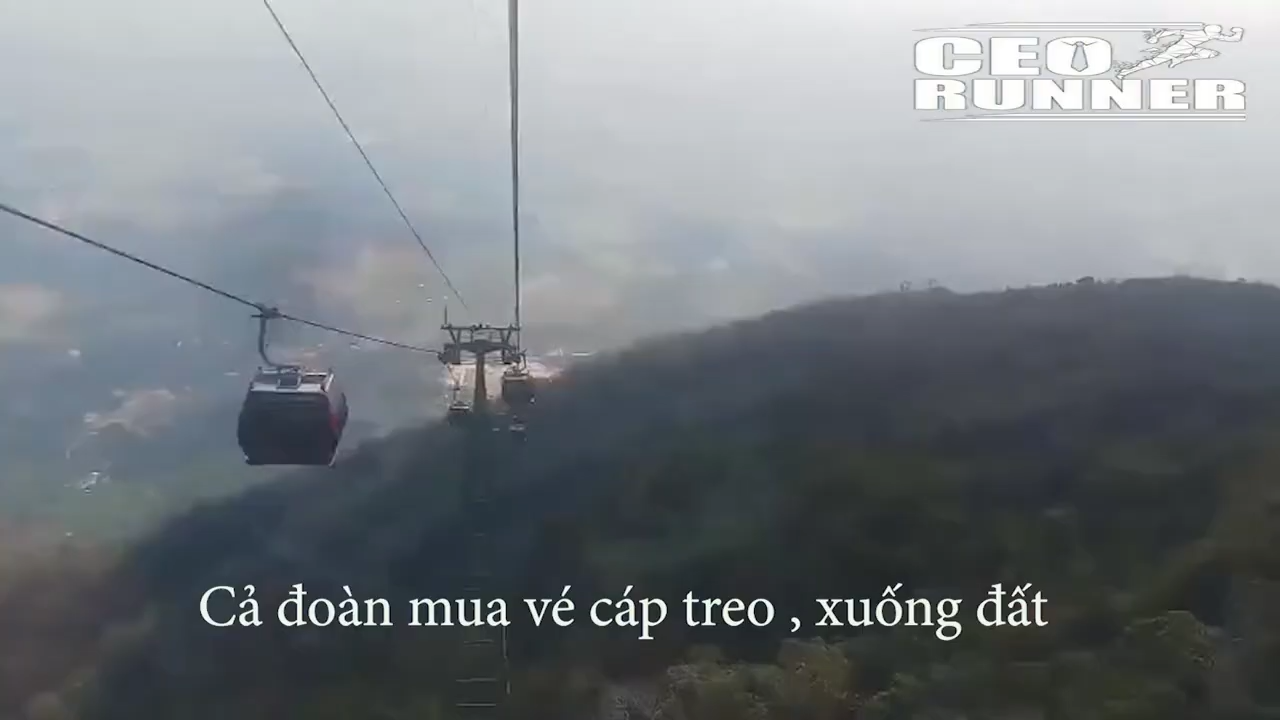 CEO
RUNNER
Cả đoàn mua vé cáp treo , xuống đất